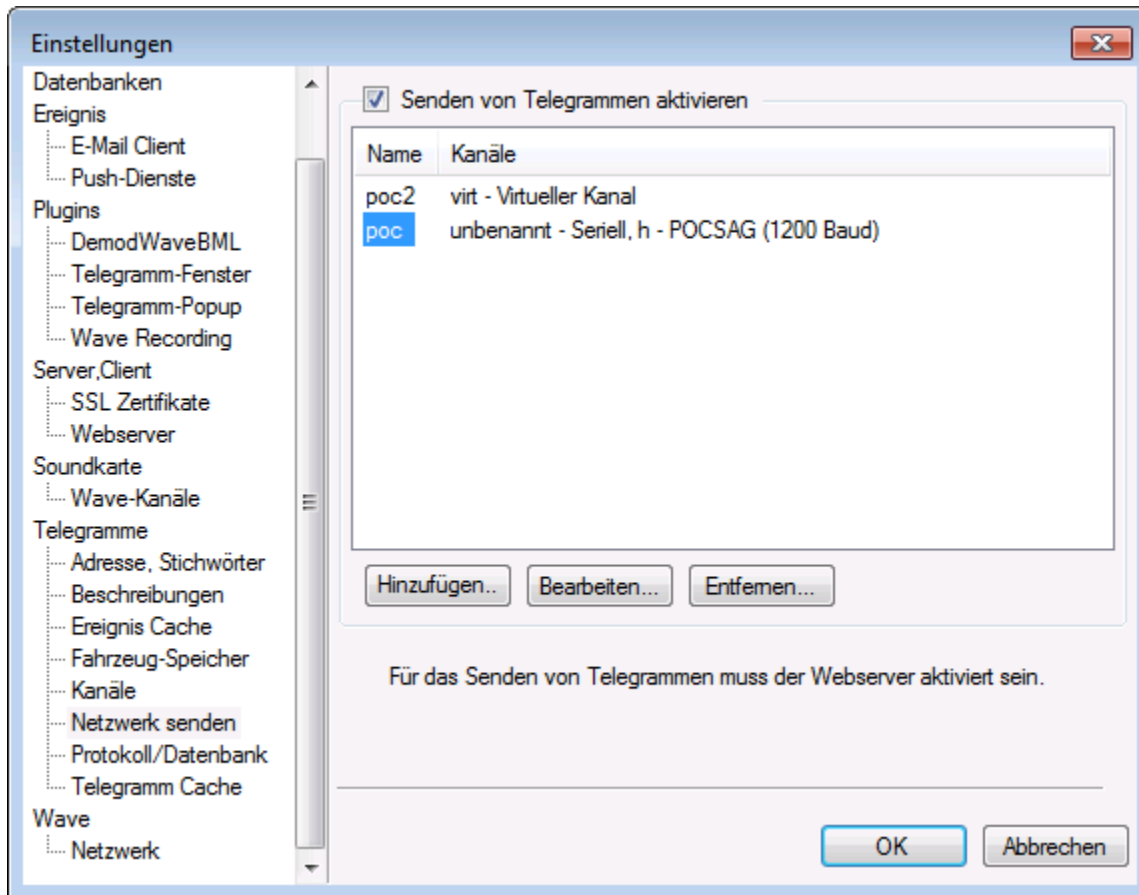 Einstellungen
Datenbanken
Ereignis
E-Mail Client
Push-Dienste
Plugins
DemodWaveBML
Telegramm-Fenster
Telegramm-Popup
Wave Recording
Server,Client
SSL Zertifikate
Webserver
Soundkarte
Wave-Kanäle
Telegramme
Adresse, Stichwörter
Beschreibungen
Ereignis Cache
Fahrzeug-Speicher
Kanäle
Netzwerk senden
Protokoll/Datenbank
Telegramm Cache
Wave
Netzwerk
Senden von Telegrammen aktivieren
Name Kanäle
poc2 virt - Virtueller Kanal
poc unbenannt - Seriell, h - POCSAG (1200 Baud)
Hinzufügen.. Bearbeiten... Entfernen...
Für das Senden von Telegrammen muss der Webserver aktiviert sein.
OK Abbrechen